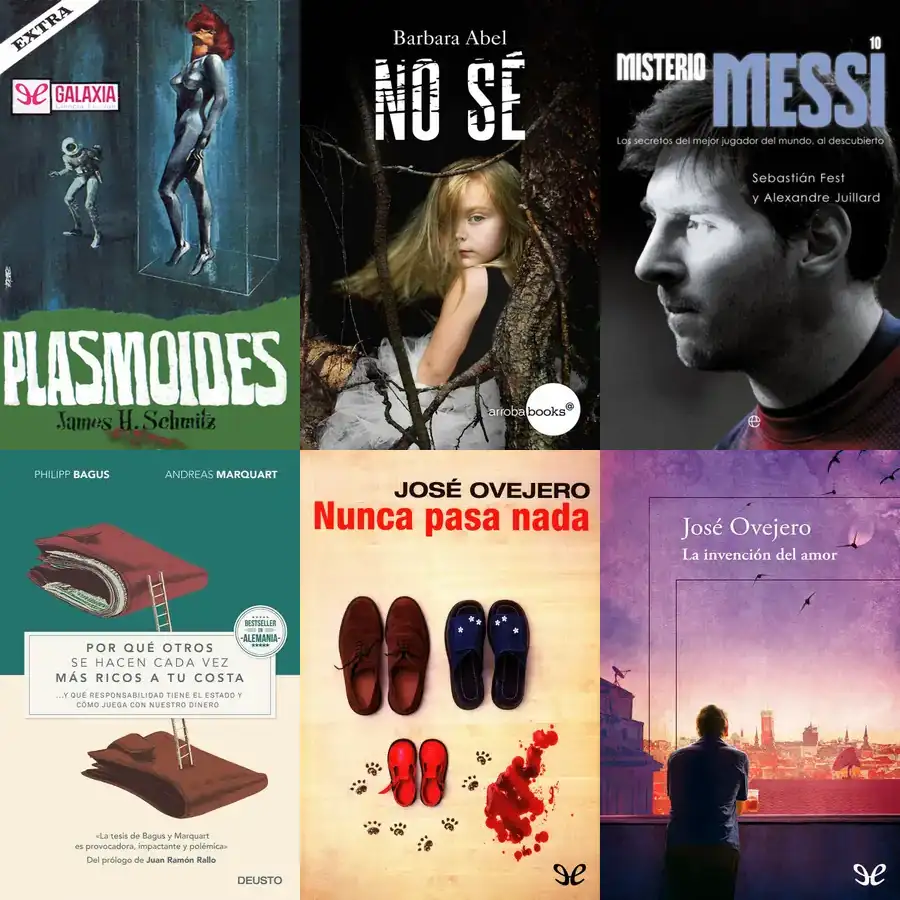 EXTRA
GALAXIA
PLASMOIDES
James H. Schmitz
Barbara Abel
NO SÉ
arrobabooks@
10
MISTERIO MESSI
Los secretos del mejor jugador del mundo, al descubierto
Sebastián Fest
y Alexandre Juillard
PHILIPP BAGUS
ANDREAS MARQUART
BESTSELLER
EN
-ALEMANIA-
POR QUÉ OTROS
SE HACEN CADA VEZ
MÁS RICOS A TU COSTA
...Y QUÉ RESPONSABILIDAD TIENE EL ESTADO Y
CÓMO JUEGA CON NUESTRO DINERO
«La tesis de Bagus y Marquart
es provocadora, impactante y polémica»
Del prólogo de Juan Ramón Rallo
DEUSTO
JOSÉ OVEJERO
Nunca pasa nada
José Ovejero
La invención del amor